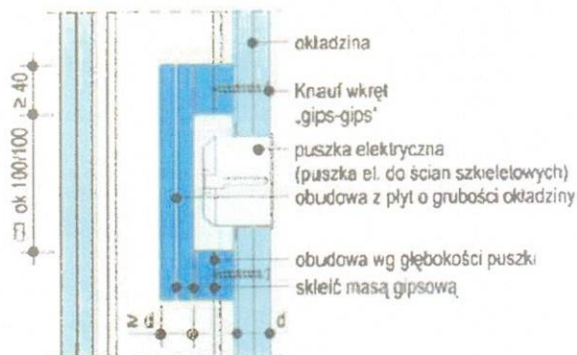 okładzina
Knauf wkręt
„gips-gips"
puszka elektryczna
(puszka el. do ścian szkieletowych)
obudowa z płyt o grubości okładziny
obudowa wg głębokości puszki
skleić masą gipsową
≥ 40
ok 100/100
≥ d
d